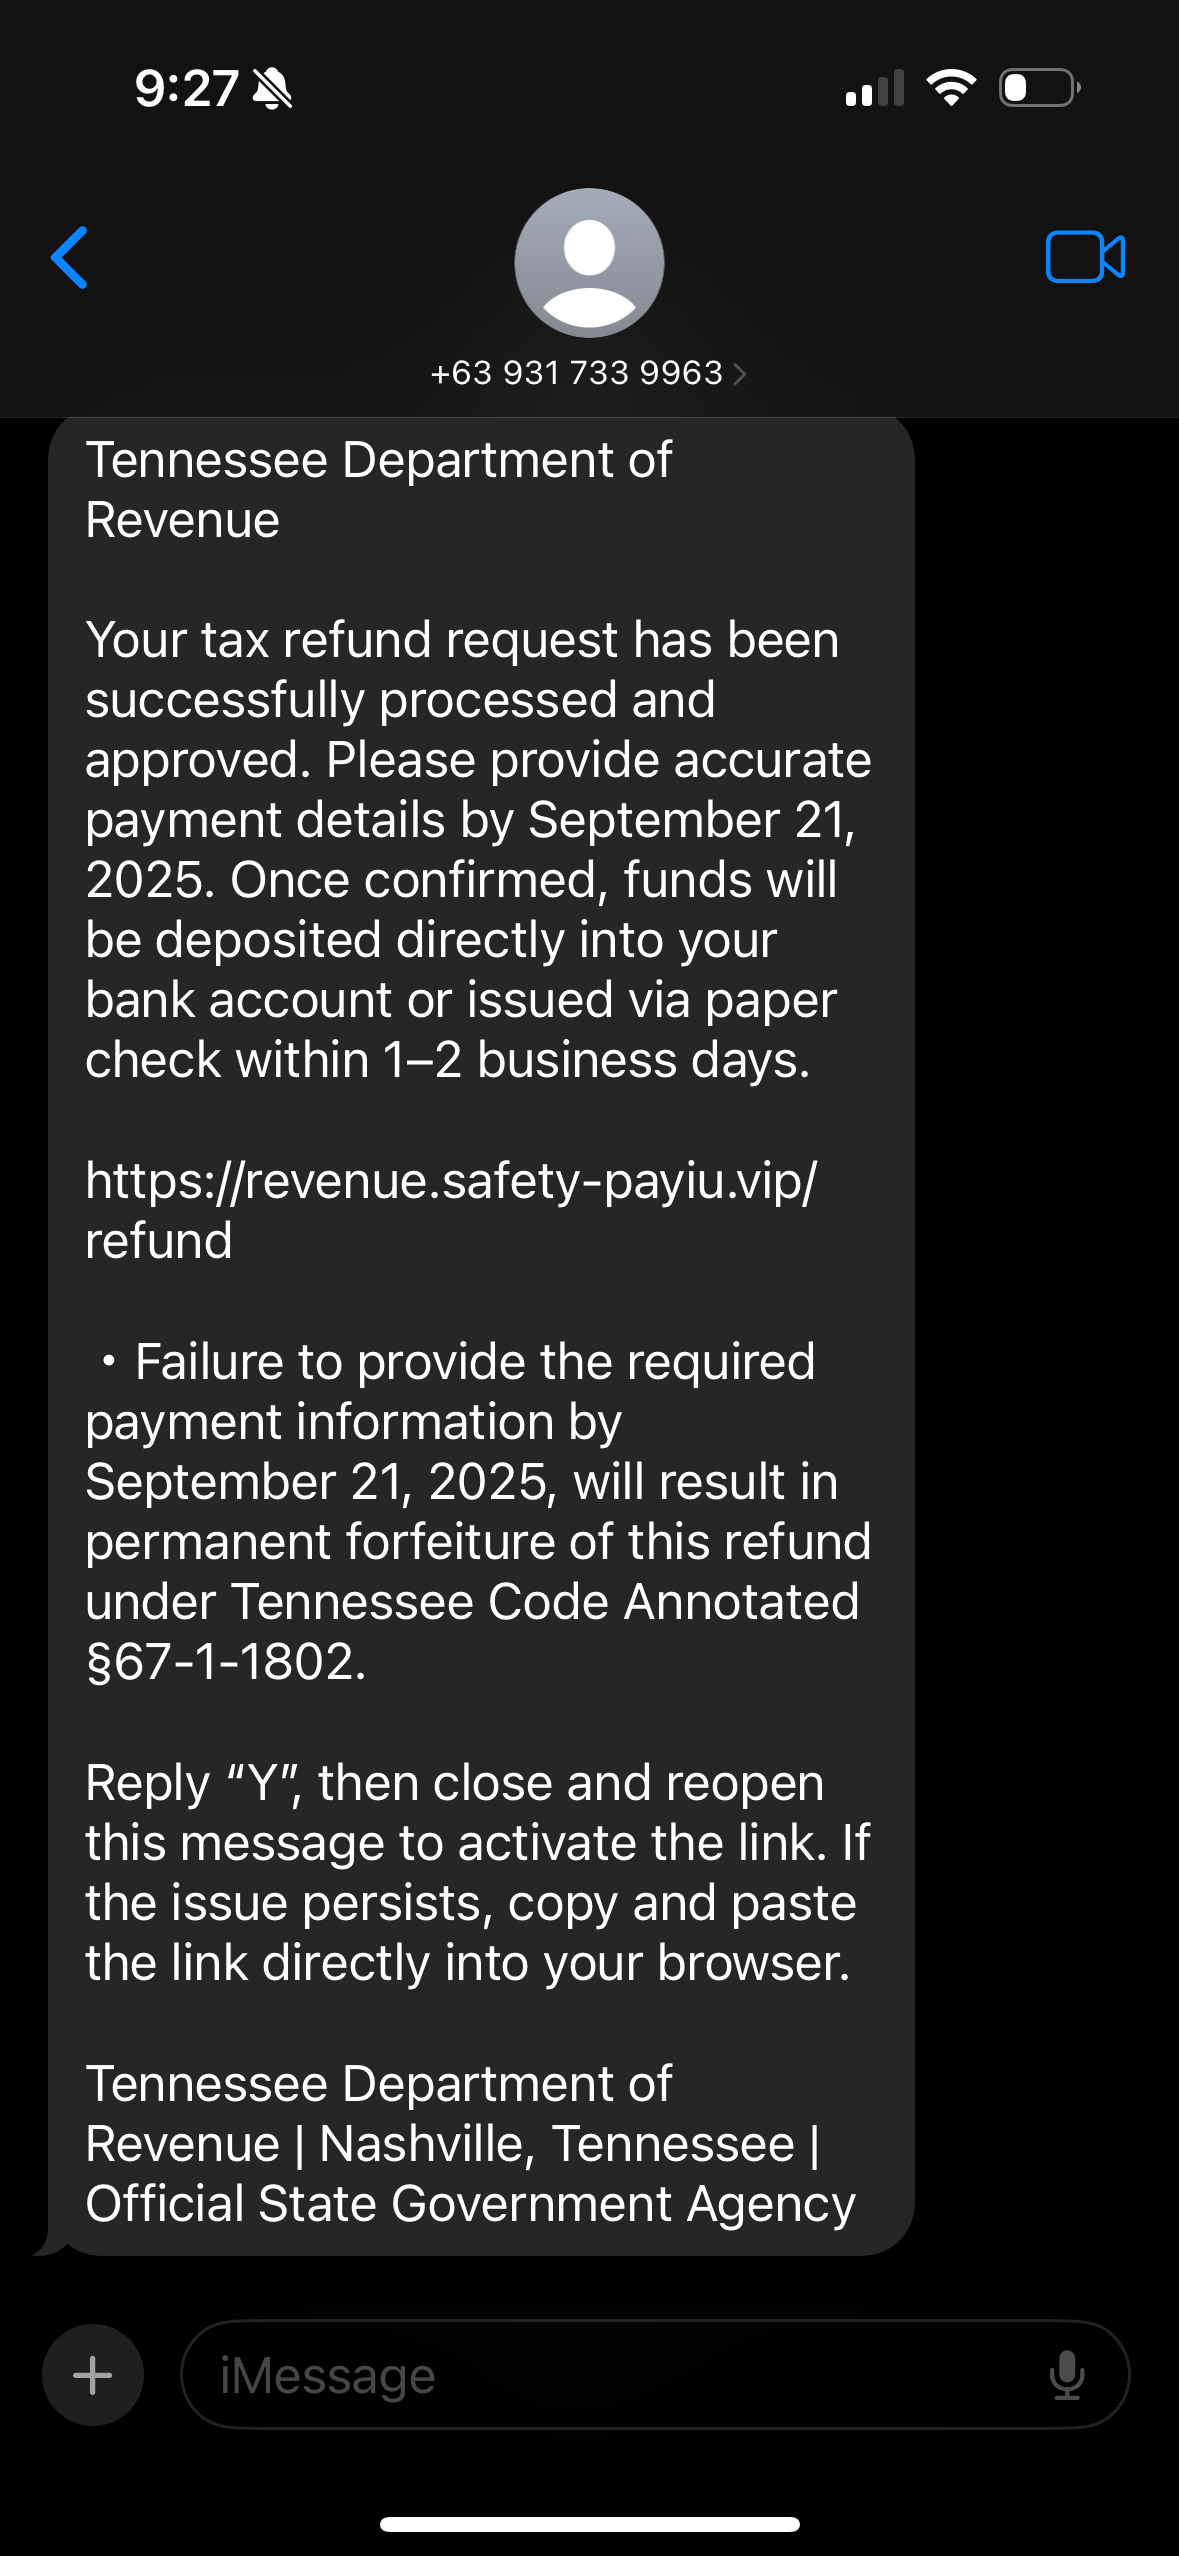 9:27
+63 931 733 9963
Tennessee Department of
Revenue
Your tax refund request has been
successfully processed and
approved. Please provide accurate
payment details by September 21,
2025. Once confirmed, funds will
be deposited directly into your
bank account or issued via paper
check within 1–2 business days.
https://revenue.safety-payiu.vip/
refund
• Failure to provide the required
payment information by
September 21, 2025, will result in
permanent forfeiture of this refund
under Tennessee Code Annotated
§67-1-1802.
Reply “Y”, then close and reopen
this message to activate the link. If
the issue persists, copy and paste
the link directly into your browser.
Tennessee Department of
Revenue | Nashville, Tennessee |
Official State Government Agency
iMessage